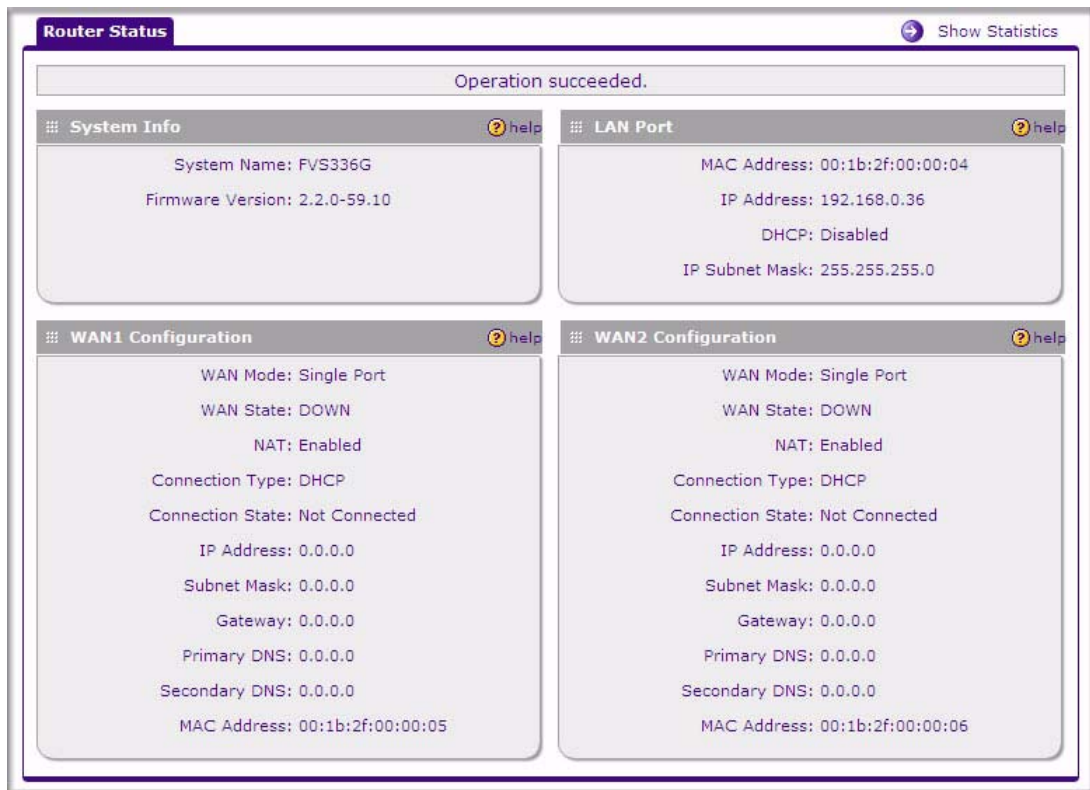 Router Status
Show Statistics
Operation succeeded.
System Info
help
System Name: FVS336G
Firmware Version: 2.2.0-59.10
LAN Port
help
MAC Address: 00:1b:2f:00:00:04
IP Address: 192.168.0.36
DHCP: Disabled
IP Subnet Mask: 255.255.255.0
WAN1 Configuration
help
WAN Mode: Single Port
WAN State: DOWN
NAT: Enabled
Connection Type: DHCP
Connection State: Not Connected
IP Address: 0.0.0.0
Subnet Mask: 0.0.0.0
Gateway: 0.0.0.0
Primary DNS: 0.0.0.0
Secondary DNS: 0.0.0.0
MAC Address: 00:1b:2f:00:00:05
WAN2 Configuration
help
WAN Mode: Single Port
WAN State: DOWN
NAT: Enabled
Connection Type: DHCP
Connection State: Not Connected
IP Address: 0.0.0.0
Subnet Mask: 0.0.0.0
Gateway: 0.0.0.0
Primary DNS: 0.0.0.0
Secondary DNS: 0.0.0.0
MAC Address: 00:1b:2f:00:00:06